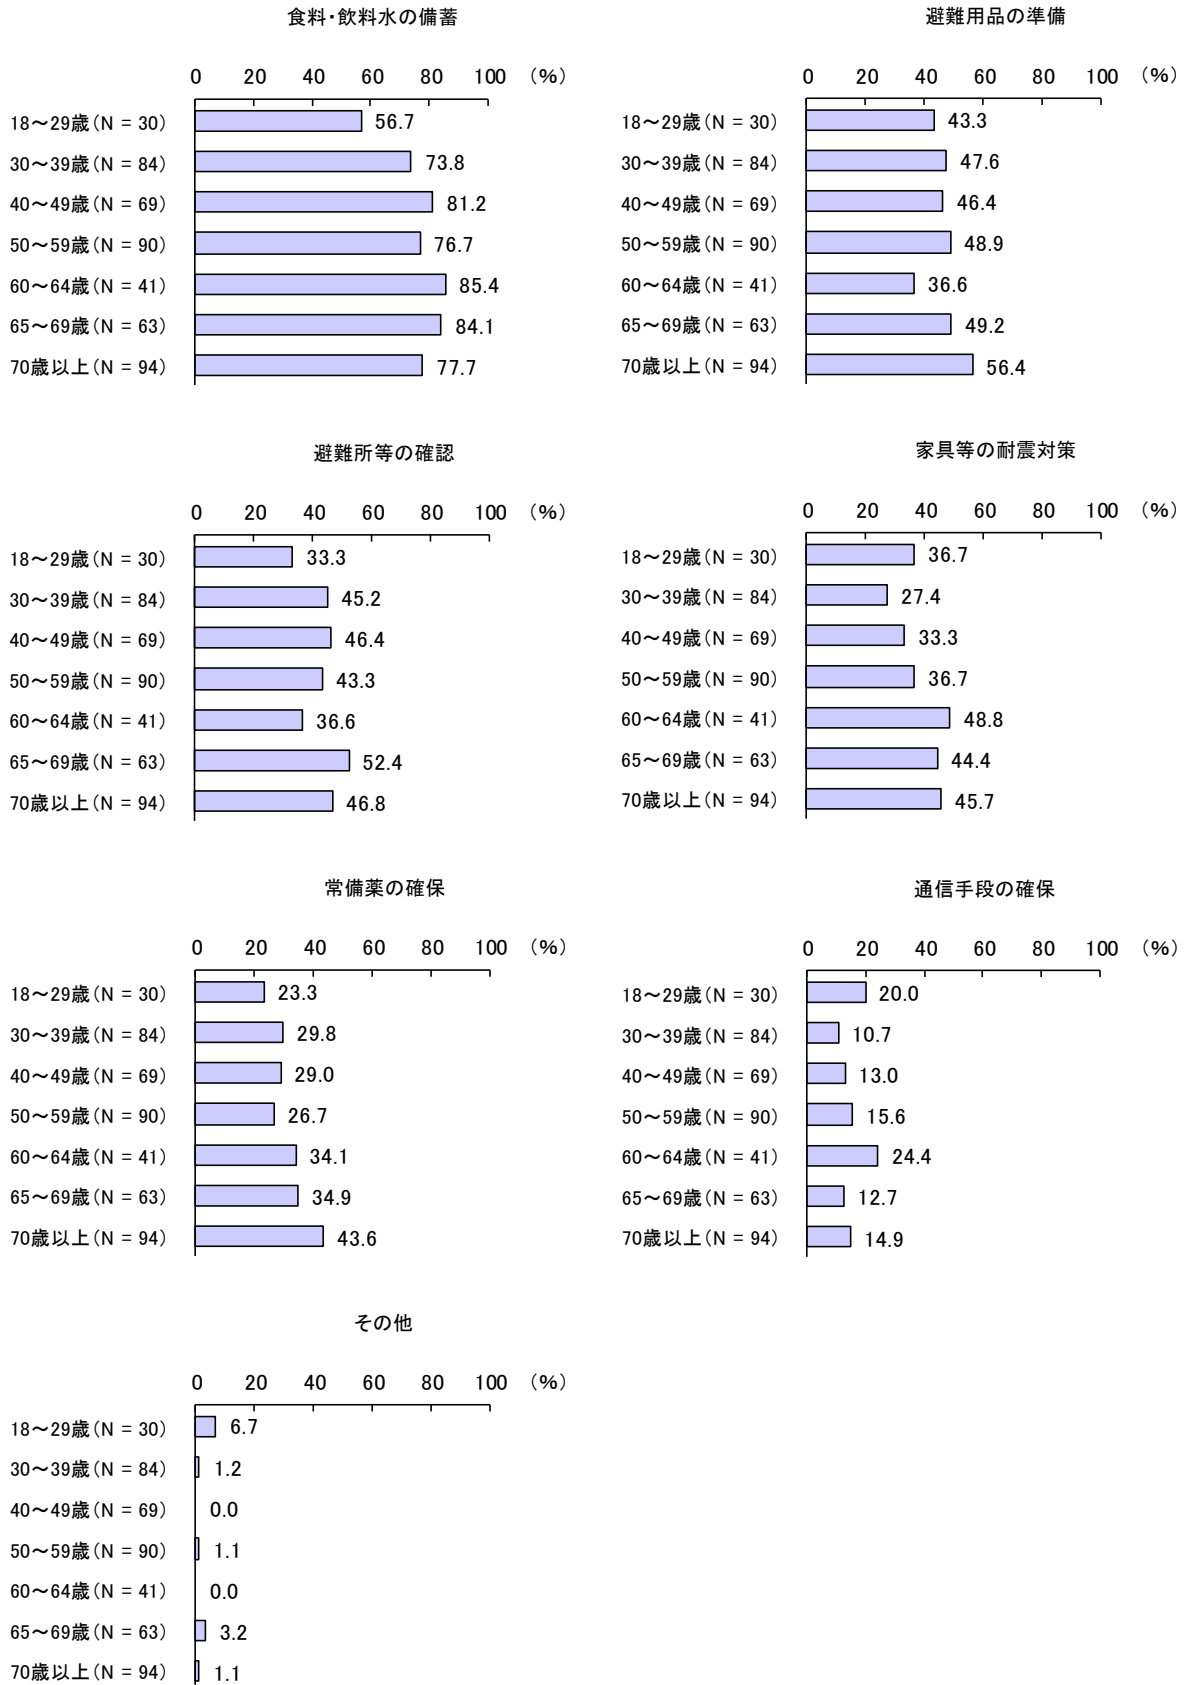 食料・飲料水の備蓄
0 20 40 60 80 100 （%）
18～29歳(N = 30) 56.7
30～39歳(N = 84) 73.8
40～49歳(N = 69) 81.2
50～59歳(N = 90) 76.7
60～64歳(N = 41) 85.4
65～69歳(N = 63) 84.1
70歳以上(N = 94) 77.7
避難用品の準備
0 20 40 60 80 100 （%）
18～29歳(N = 30) 43.3
30～39歳(N = 84) 47.6
40～49歳(N = 69) 46.4
50～59歳(N = 90) 48.9
60～64歳(N = 41) 36.6
65～69歳(N = 63) 49.2
70歳以上(N = 94) 56.4
避難所等の確認
0 20 40 60 80 100 （%）
18～29歳(N = 30) 33.3
30～39歳(N = 84) 45.2
40～49歳(N = 69) 46.4
50～59歳(N = 90) 43.3
60～64歳(N = 41) 36.6
65～69歳(N = 63) 52.4
70歳以上(N = 94) 46.8
家具等の耐震対策
0 20 40 60 80 100 （%）
18～29歳(N = 30) 36.7
30～39歳(N = 84) 27.4
40～49歳(N = 69) 33.3
50～59歳(N = 90) 36.7
60～64歳(N = 41) 48.8
65～69歳(N = 63) 44.4
70歳以上(N = 94) 45.7
常備薬の確保
0 20 40 60 80 100 （%）
18～29歳(N = 30) 23.3
30～39歳(N = 84) 29.8
40～49歳(N = 69) 29.0
50～59歳(N = 90) 26.7
60～64歳(N = 41) 34.1
65～69歳(N = 63) 34.9
70歳以上(N = 94) 43.6
通信手段の確保
0 20 40 60 80 100 （%）
18～29歳(N = 30) 20.0
30～39歳(N = 84) 10.7
40～49歳(N = 69) 13.0
50～59歳(N = 90) 15.6
60～64歳(N = 41) 24.4
65～69歳(N = 63) 12.7
70歳以上(N = 94) 14.9
その他
0 20 40 60 80 100 （%）
18～29歳(N = 30) 6.7
30～39歳(N = 84) 1.2
40～49歳(N = 69) 0.0
50～59歳(N = 90) 1.1
60～64歳(N = 41) 0.0
65～69歳(N = 63) 3.2
70歳以上(N = 94) 1.1